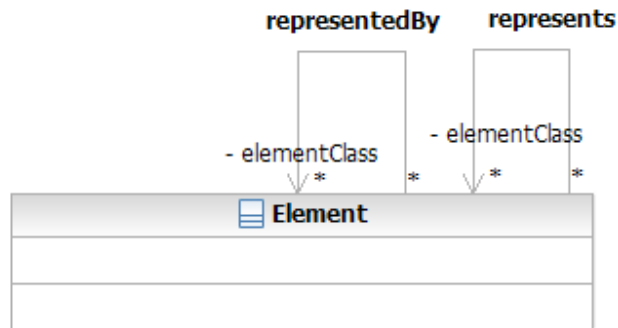 representedBy
represents
- elementClass
- elementClass
* * * *
Element